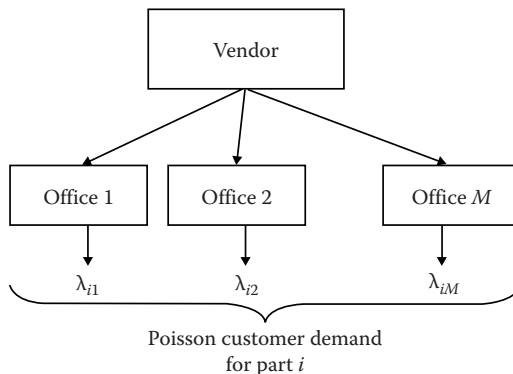 Vendor
Office 1
Office 2
Office M
λi1
λi2
λiM
Poisson customer demand
for part i